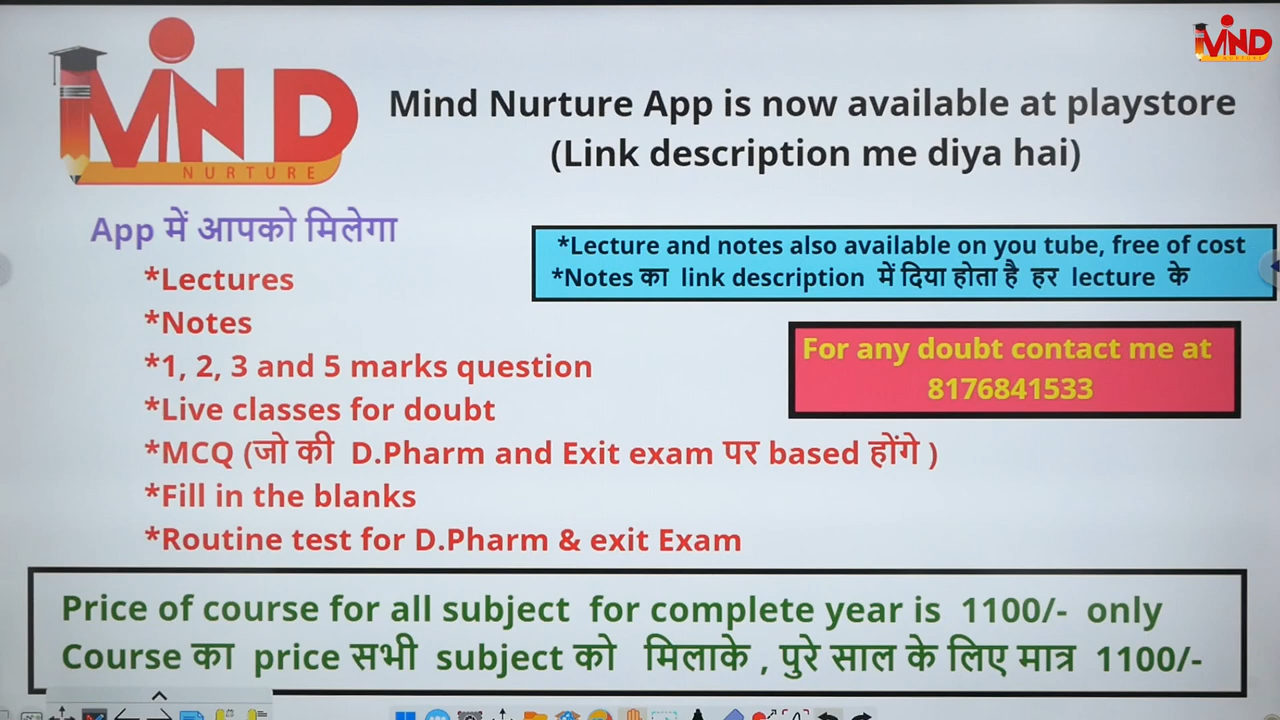 MIND
NURTURE
MIND
NURTURE
Mind Nurture App is now available at playstore
(Link description me diya hai)
App में आपको मिलेगा
*Lectures
*Notes
*1, 2, 3 and 5 marks question
*Live classes for doubt
*MCQ (जो की D.Pharm and Exit exam पर based होंगे )
*Fill in the blanks
*Routine test for D.Pharm & exit Exam
*Lecture and notes also available on you tube, free of cost
*Notes का link description में दिया होता है हर lecture के
For any doubt contact me at
8176841533
Price of course for all subject for complete year is 1100/- only
Course का price सभी subject को मिलाके , पुरे साल के लिए मात्र 1100/-